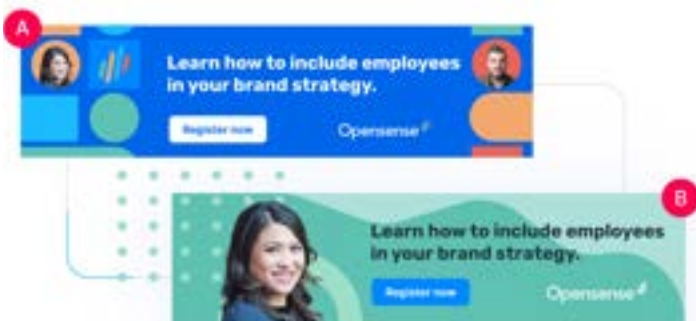 A
Learn how to include employees
in your brand strategy.
Register now
Opensense
B
Learn how to include employees
in your brand strategy.
Register now
Opensense